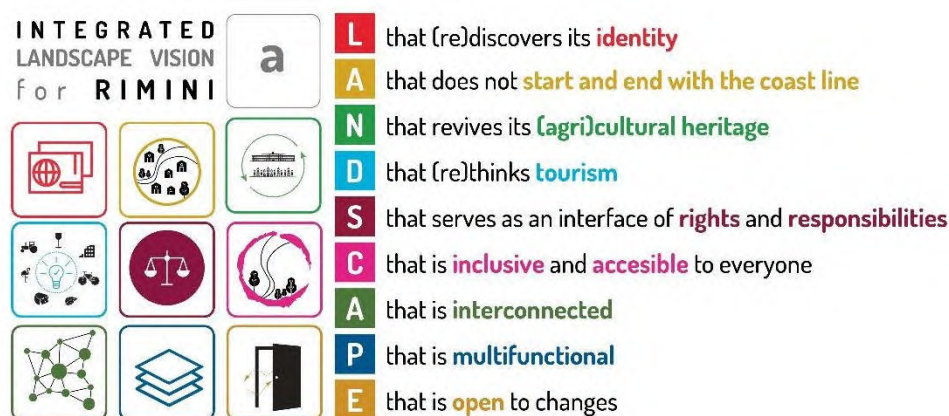 INTEGRATED
LANDSCAPE VISION
for RIMINI
a
L that (re)discovers its identity
A that does not start and end with the coast line
N that revives its (agri)cultural heritage
D that (re)thinks tourism
S that serves as an interface of rights and responsibilities
C that is inclusive and accesible to everyone
A that is interconnected
P that is multifunctional
E that is open to changes